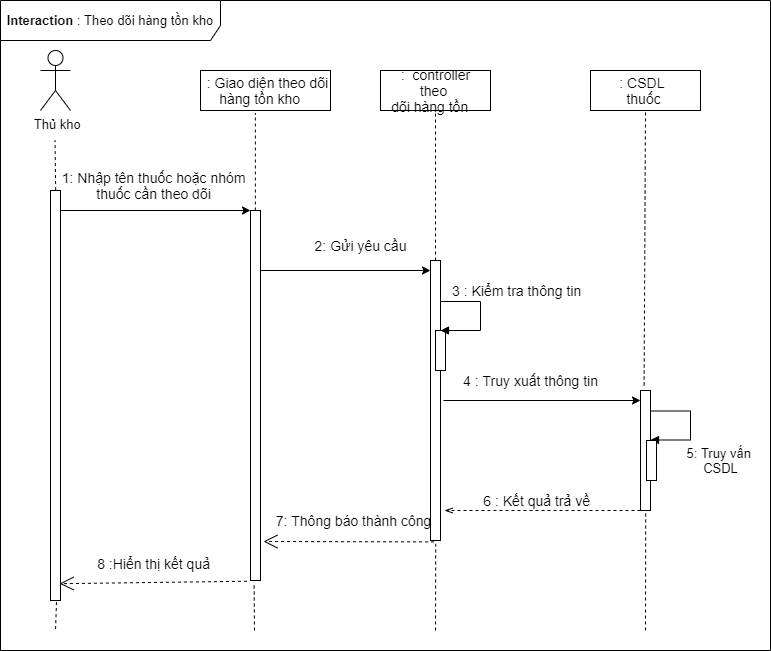 Interaction : Theo dõi hàng tồn kho
Thủ kho
: Giao diện theo dõi
hàng tồn kho
: controller
theo
dõi hàng tồn
: CSDL
thuốc
1: Nhập tên thuốc hoặc nhóm
thuốc cần theo dõi
2: Gửi yêu cầu
3 : Kiểm tra thông tin
4 : Truy xuất thông tin
5: Truy vấn
CSDL
6 : Kết quả trả về
7: Thông báo thành công
8 :Hiển thị kết quả